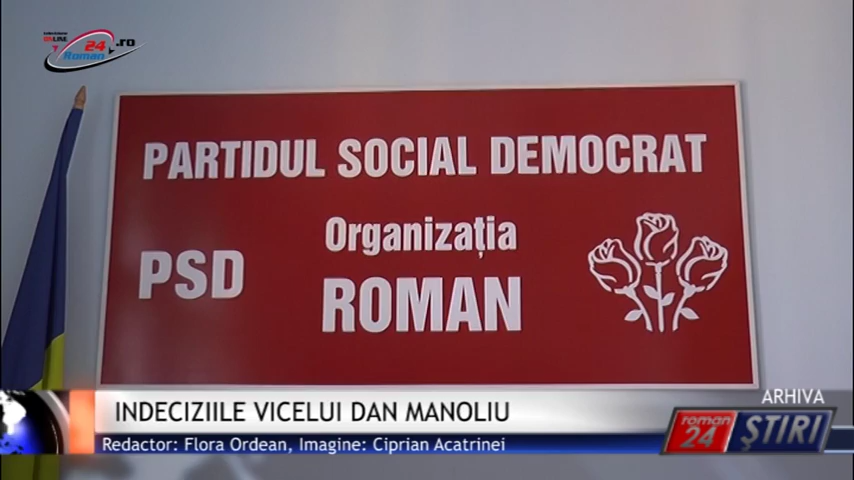 ONLINE
Roman 24 .ro
PARTIDUL SOCIAL DEMOCRAT
Organizația
PSD
ROMAN
ARHIVA
INDECIZIILE VICELUI DAN MANOLIU
Redactor: Flora Ordean, Imagine: Ciprian Acatrinei
roman
24
ȘTIRI